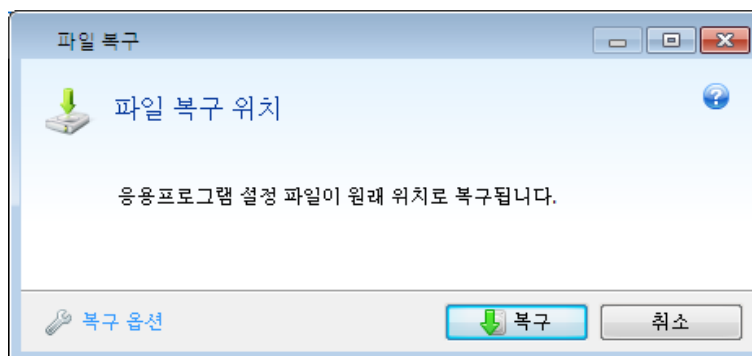 파일 복구
파일 복구 위치
응용프로그램 설정 파일이 원래 위치로 복구됩니다.
복구 옵션
복구
취소